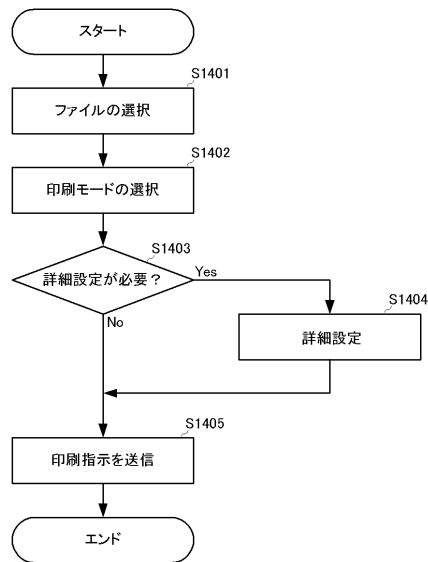 スタート
S1401
ファイルの選択
S1402
印刷モードの選択
S1403
詳細設定が必要？
Yes
No
S1404
詳細設定
S1405
印刷指示を送信
エンド